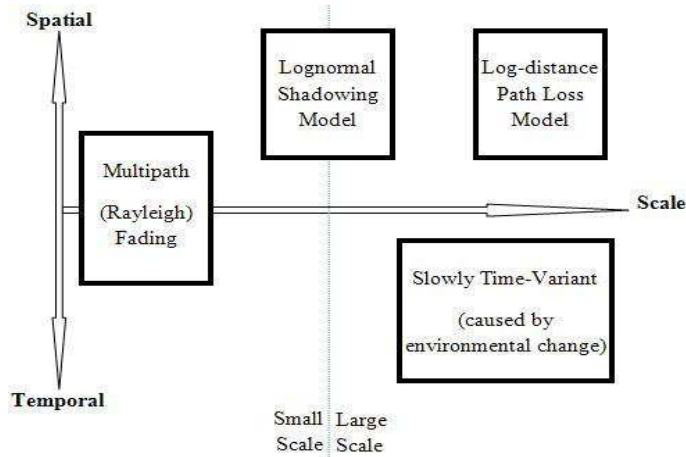 Spatial
Lognormal
Shadowing
Model
Log-distance
Path Loss
Model
Multipath
(Rayleigh)
Fading
Scale
Slowly Time-Variant
(caused by
environmental change)
Temporal
Small
Scale
Large
Scale